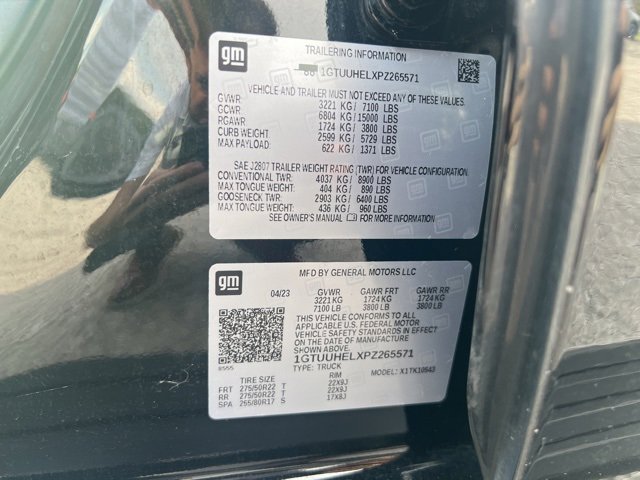 gm
TRAILERING INFORMATION
1GTUUHELXPZ265571
VEHICLE AND TRAILER MUST NOT EXCEED ANY OF THESE VALUES.
GVWR 3221 KG / 7100 LBS
GCWR 6804 KG / 15000 LBS
RGAWR 1724 KG / 3800 LBS
CURB WEIGHT 2599 KG / 5729 LBS
MAX PAYLOAD: 622 KG / 1371 LBS
SAE J2807 TRAILER WEIGHT RATING (TWR) FOR VEHICLE CONFIGURATION.
CONVENTIONAL TWR: 4037 KG / 8900 LBS
MAX TONGUE WEIGHT: 404 KG / 890 LBS
GOOSENECK TWR: 2903 KG / 6400 LBS
MAX TONGUE WEIGHT: 436 KG / 960 LBS
SEE OWNER'S MANUAL FOR MORE INFORMATION
gm
MFD BY GENERAL MOTORS LLC
04/23 GVWR GAWR FRT GAWR RR
3221 KG 1724 KG 1724 KG
7100 LB 3800 LB 3800 LB
THIS VEHICLE CONFORMS TO ALL
APPLICABLE U.S. FEDERAL MOTOR
VEHICLE SAFETY STANDARDS IN EFFECT
ON THE DATE OF MANUFACTURE
1GTUUHELXPZ265571
8555 TYPE: TRUCK MODEL: X1TK10543
TIRE SIZE RIM
FRT 275/50R22 T 22X9J
RR 275/50R22 T 22X9J
SPA 255/80R17 S 17X8J